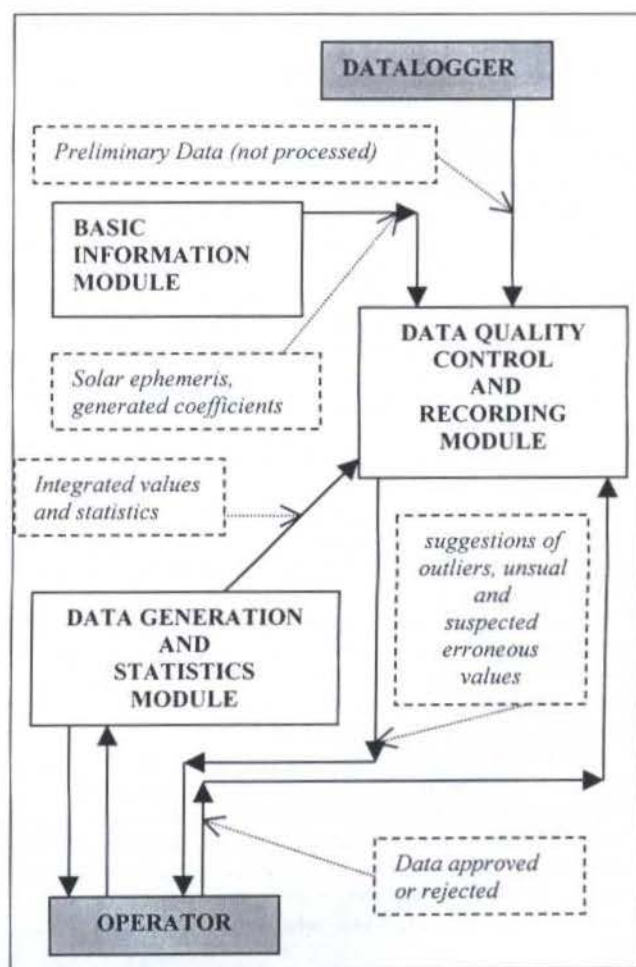 DATALOGGER
Preliminary Data (not processed)
BASIC
INFORMATION
MODULE
DATA QUALITY
CONTROL
AND
RECORDING
MODULE
Solar ephemeris,
generated coefficients
Integrated values
and statistics
suggestions of
outliers, unsual
and
suspected
erroneous
values
DATA GENERATION
AND
STATISTICS
MODULE
Data approved
or rejected
OPERATOR